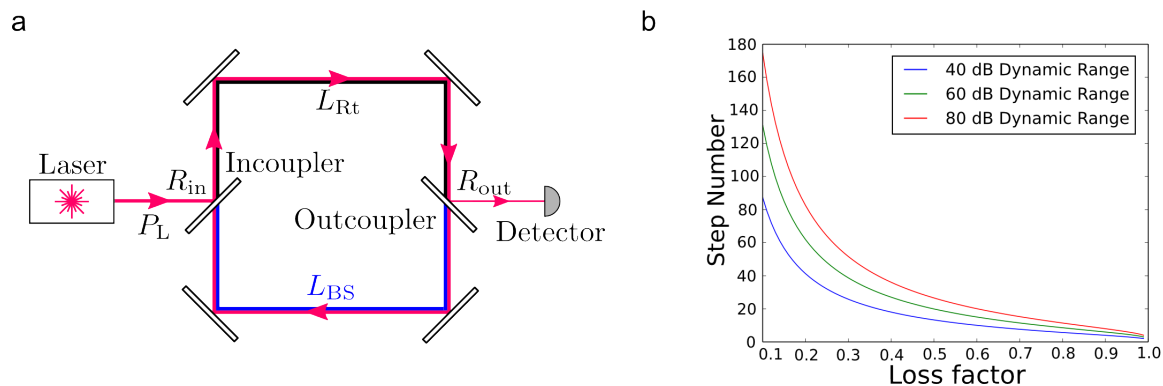 a
Laser
P_L
R_in
Incoupler
L_Rt
R_out
Outcoupler
Detector
L_BS
b
Step Number
180
160
140
120
100
80
60
40
20
0
40 dB Dynamic Range
60 dB Dynamic Range
80 dB Dynamic Range
0.1 0.2 0.3 0.4 0.5 0.6 0.7 0.8 0.9 1.0
Loss factor